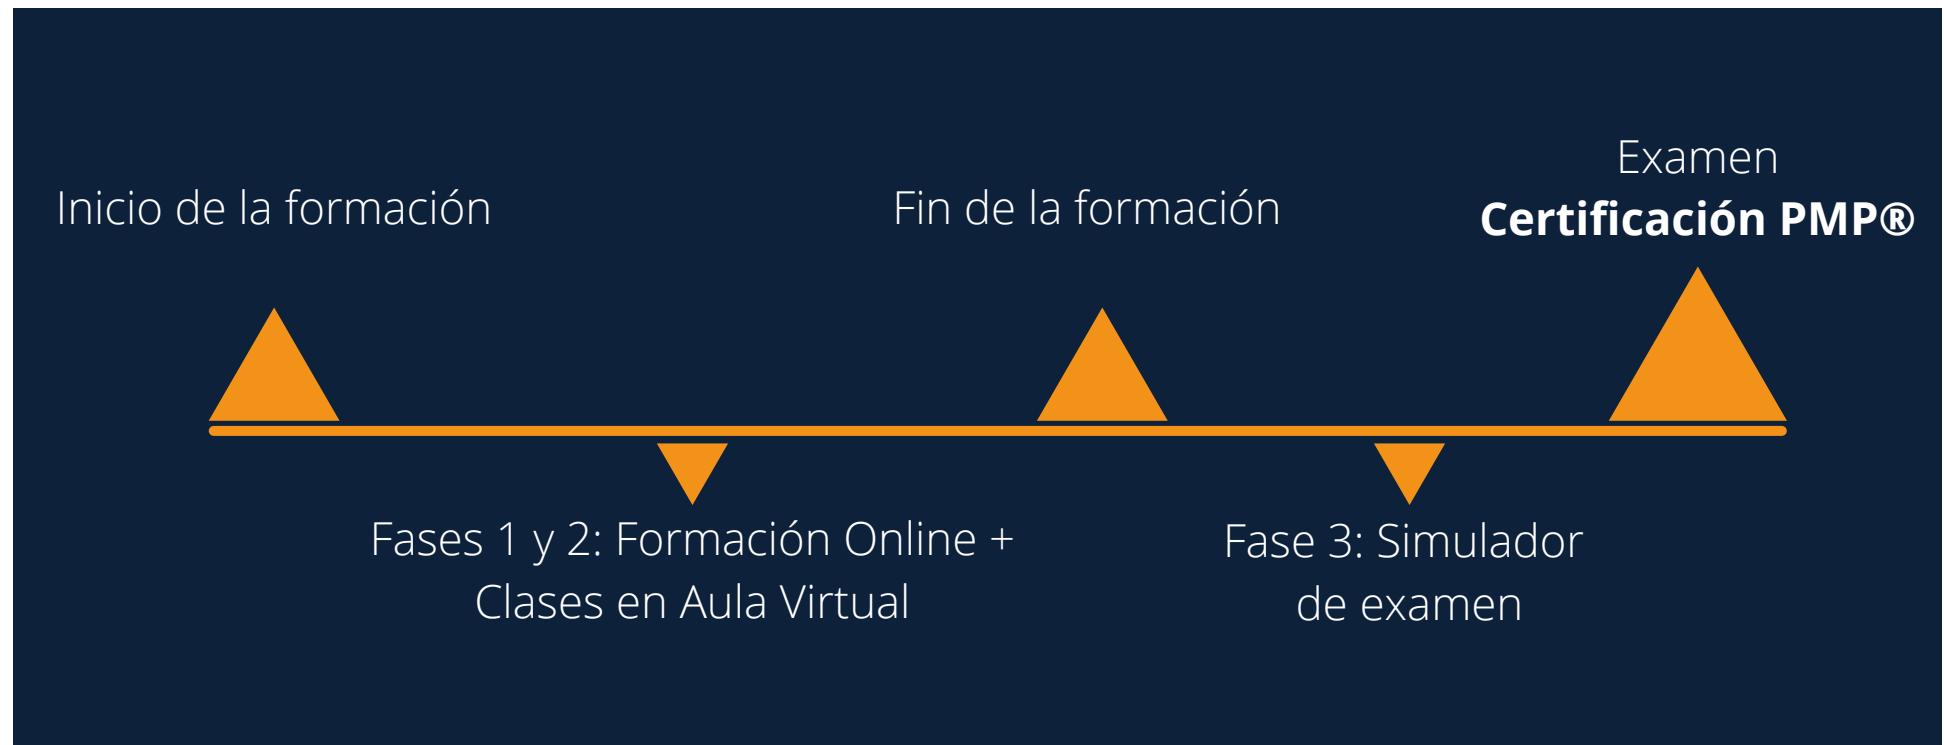 Inicio de la formación
Fin de la formación
Examen
Certificación PMP®
Fases 1 y 2: Formación Online +
Clases en Aula Virtual
Fase 3: Simulador
de examen